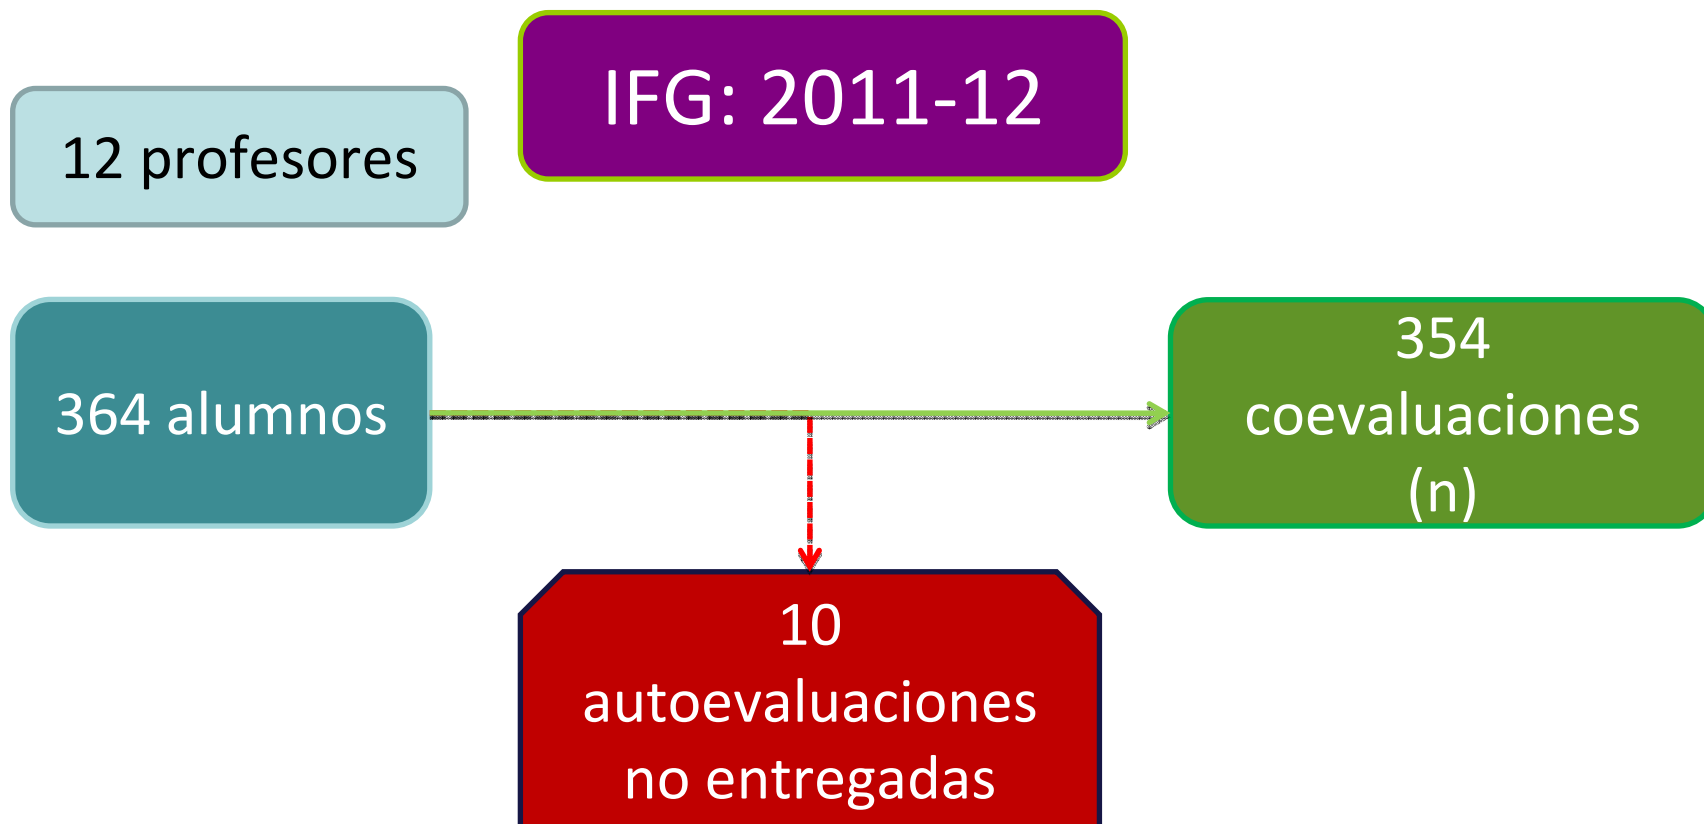 IFG: 2011-12
12 profesores
364 alumnos
354
coevaluaciones
(n)
10
autoevaluaciones
no entregadas